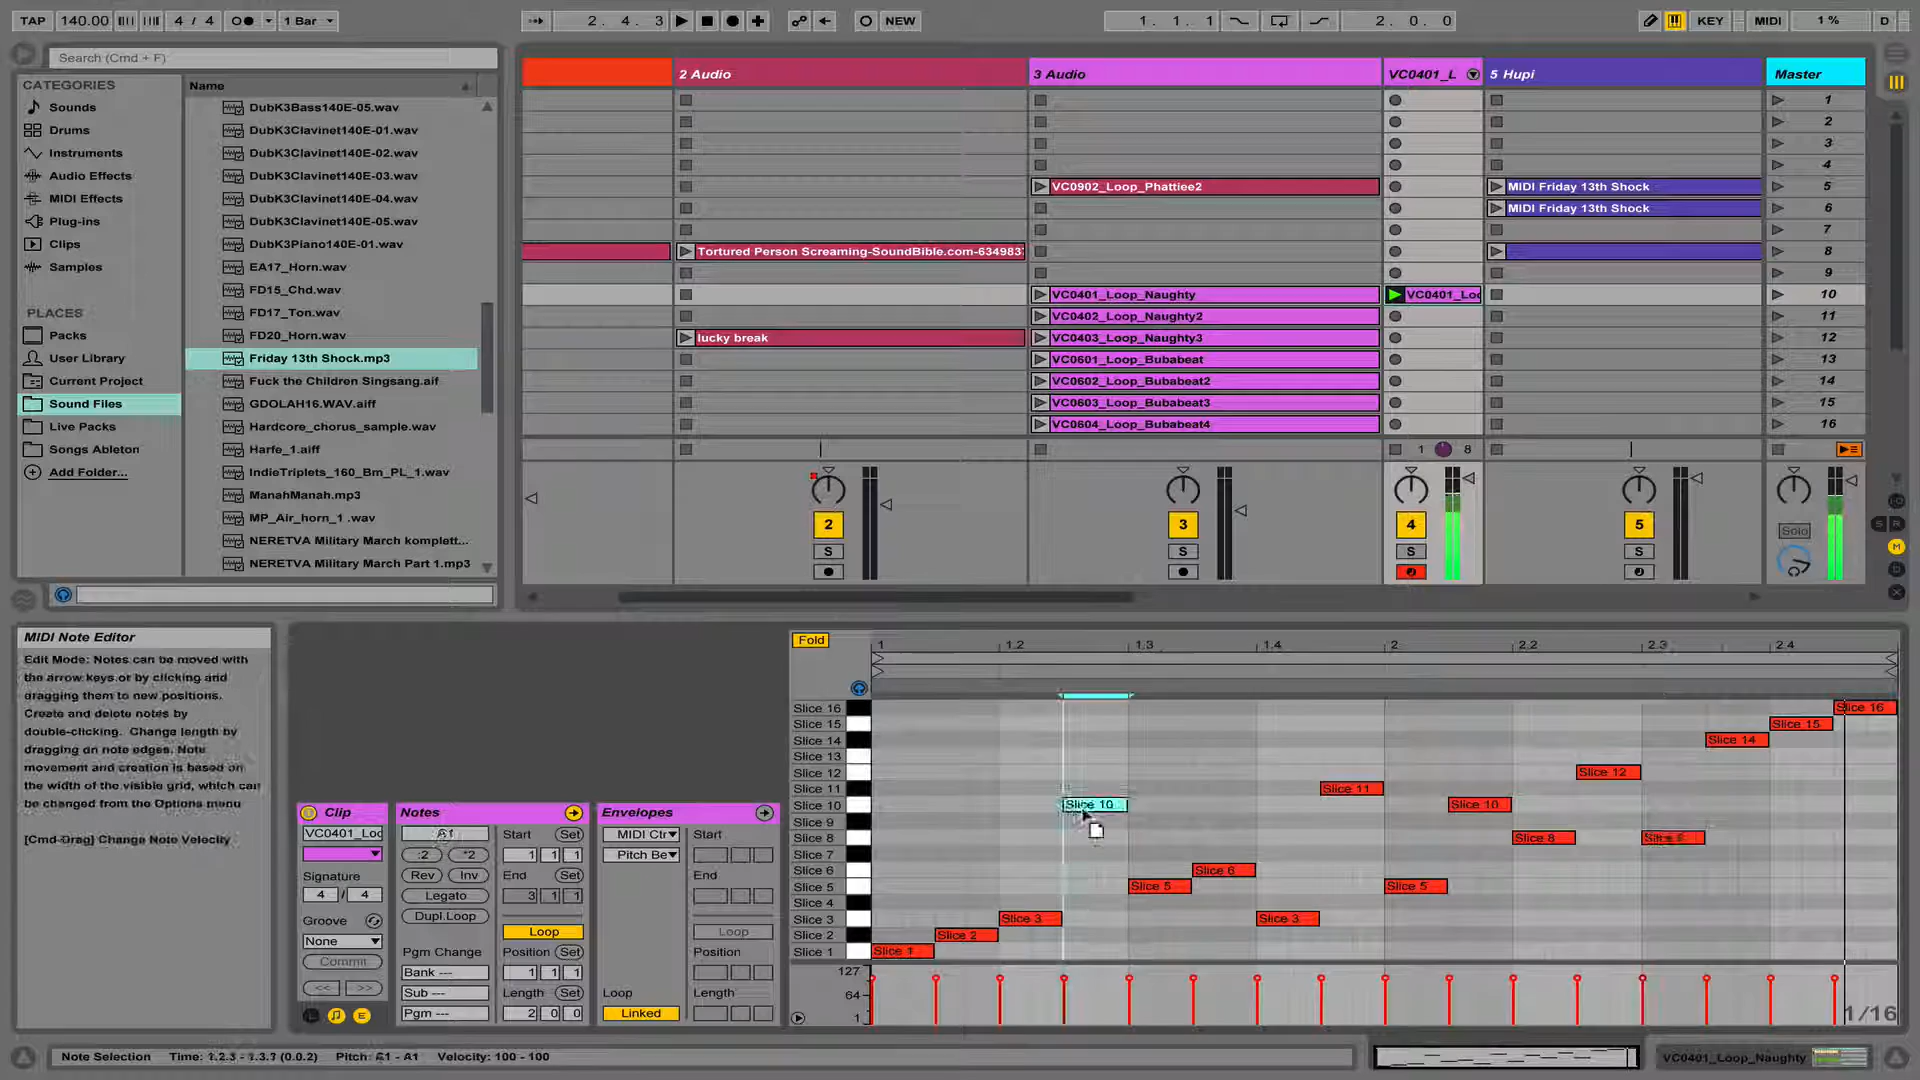 TAP 140.00 4 / 4 1 Bar 2. 4. 3 NEW 1. 1. 1 2. 0. 0 KEY MIDI 1 % D
Search (Cmd + F)
CATEGORIES
Sounds
Drums
Instruments
Audio Effects
MIDI Effects
Plug-ins
Clips
Samples
PLACES
Packs
User Library
Current Project
Sound Files
Live Packs
Songs Ableton
Add Folder...
Name
DubK3Bass140E-05.wav
DubK3Clavinet140E-01.wav
DubK3Clavinet140E-02.wav
DubK3Clavinet140E-03.wav
DubK3Clavinet140E-04.wav
DubK3Clavinet140E-05.wav
DubK3Piano140E-01.wav
EA17_Horn.wav
FD15_Chd.wav
FD17_Ton.wav
FD20_Horn.wav
Friday 13th Shock.mp3
Fuck the Children Singsang.aif
GDOLAH16.WAV.aiff
Hardcore_chorus_sample.wav
Harfe_1.aiff
IndieTriplets_160_Bm_PL_1.wav
ManahManah.mp3
MP_Air_horn_1 .wav
NERETVA Military March komplett...
NERETVA Military March Part 1.mp3
2 Audio 3 Audio VC0401_L 5 Hupi Master
1
2
3
4
VC0902_Loop_Phattiee2 MIDI Friday 13th Shock 5
MIDI Friday 13th Shock 6
7
Tortured Person Screaming-SoundBible.com-634983 8
9
VC0401_Loop_Naughty VC0401_Loo 10
VC0402_Loop_Naughty2 11
lucky break VC0403_Loop_Naughty3 12
VC0601_Loop_Bubabeat 13
VC0602_Loop_Bubabeat2 14
VC0603_Loop_Bubabeat3 15
VC0604_Loop_Bubabeat4 16
1 8
2 3 4 5 Solo
S S S S
S R
M
D
X
MIDI Note Editor
Edit Mode: Notes can be moved with
the arrow keys or by clicking and
dragging them to new positions.
Create and delete notes by
double-clicking. Change length by
dragging on note edges. Note
movement and creation is based on
the width of the visible grid, which can
be changed from the Options menu
[Cmd-Drag] Change Note Velocity
Clip
VC0401_Loo
Signature
4 / 4
Groove
None
Commit
<< >>
E
Notes
:2 *2
Rev Inv
Legato
Dupl.Loop
Pgm Change
Bank ---
Sub ---
Pgm ---
Start Set
1 1 1
End Set
3 1 1
Loop
Position Set
1 1 1
Length Set
2 0 0
Envelopes
MIDI Ctr
Pitch Be
Loop
Linked
Start
End
Loop
Position
Length
Fold
1 1.2 1.3 1.4 2 2.2 2.3 2.4
Slice 16 Slice 16
Slice 15 Slice 15
Slice 14 Slice 14
Slice 13
Slice 12 Slice 12
Slice 11 Slice 11
Slice 10 Slice 10 Slice 10
Slice 9
Slice 8 Slice 8
Slice 7
Slice 6 Slice 6
Slice 5 Slice 5 Slice 5
Slice 4
Slice 3 Slice 3 Slice 3
Slice 2 Slice 2
Slice 1 Slice 1
127
64
1
1/16
Note Selection Time: 1.2.3 - 1.3.1 (0.0.2) Pitch: A1 - A1 Velocity: 100 - 100
VC0401_Loop_Naughty